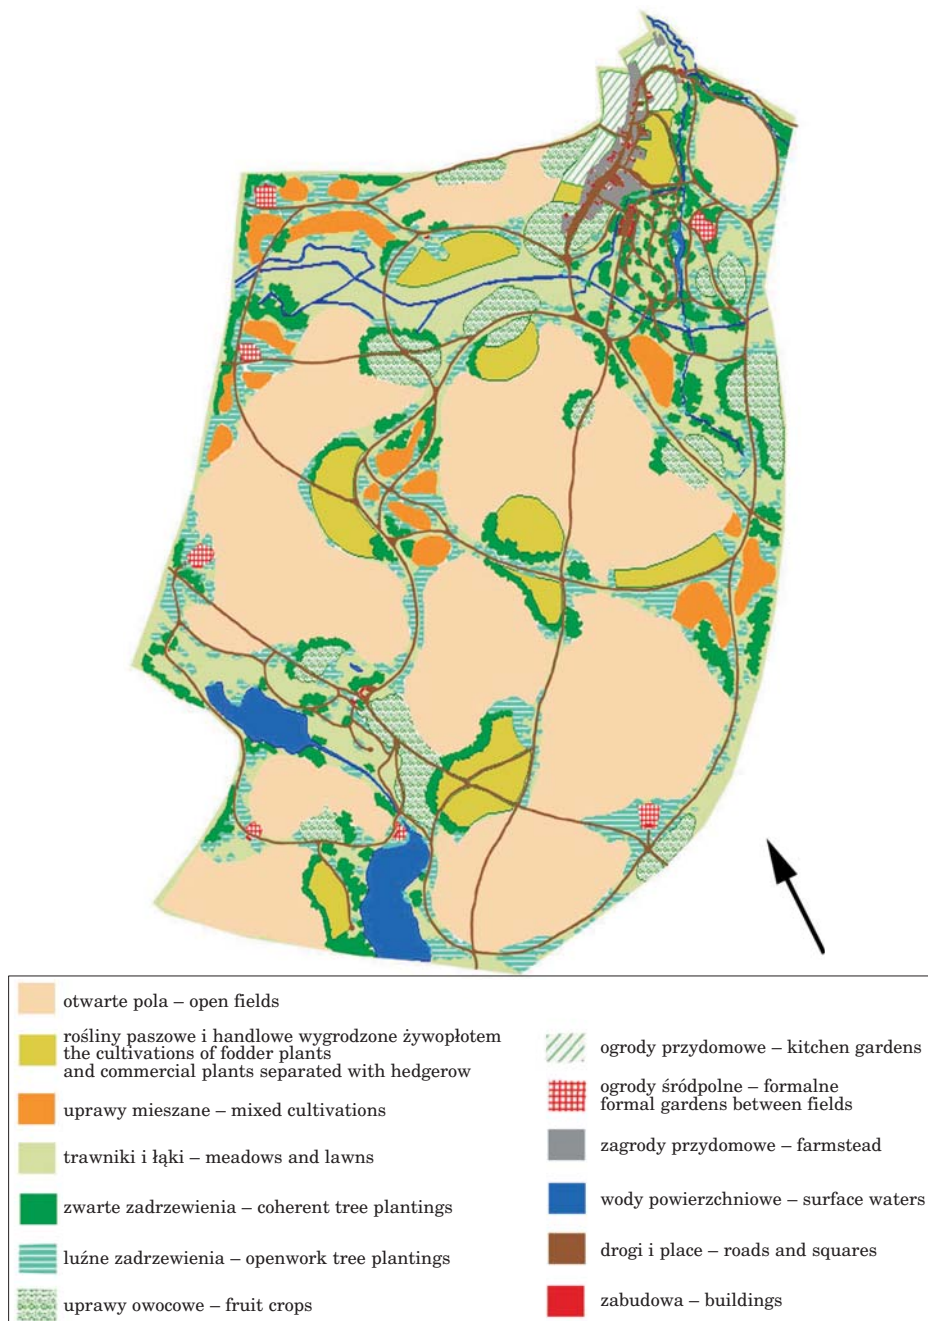 otwarte pola – open fields
rośliny paszowe i handlowe wygrodzone żywopłotem
the cultivations of fodder plants
and commercial plants separated with hedgerow
uprawy mieszane – mixed cultivations
trawniki i łąki – meadows and lawns
zwarte zadrzewienia – coherent tree plantings
luźne zadrzewienia – openwork tree plantings
uprawy owocowe – fruit crops
ogrody przydomowe – kitchen gardens
ogrody śródpolne – formalne
formal gardens between fields
zagrody przydomowe – farmstead
wody powierzchniowe – surface waters
drogi i place – roads and squares
zabudowa – buildings